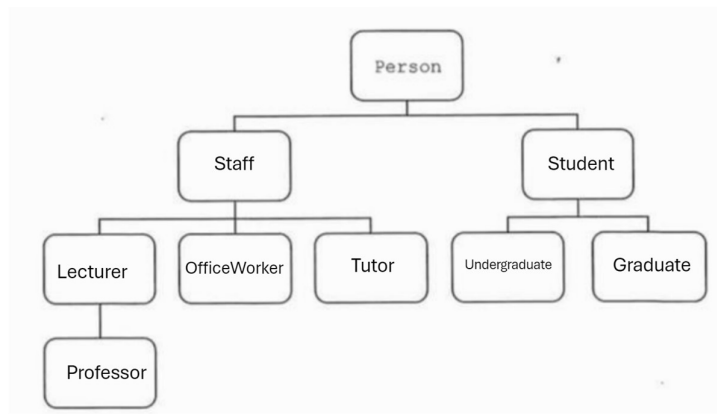 Person
Staff
Student
Lecturer
OfficeWorker
Tutor
Undergraduate
Graduate
Professor